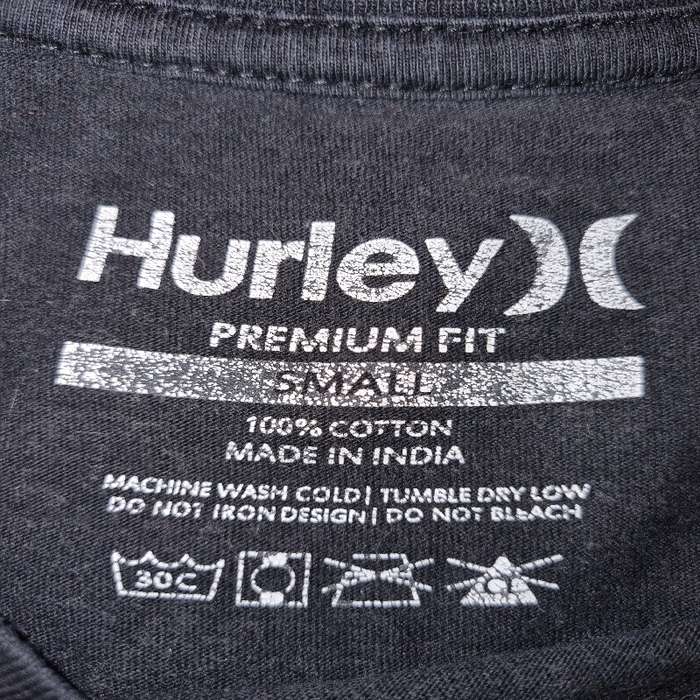 Hurley
PREMIUM FIT
SMALL
100% COTTON
MADE IN INDIA
MACHINE WASH COLD | TUMBLE DRY LOW
DO NOT IRON DESIGN | DO NOT BLEACH
30C CL